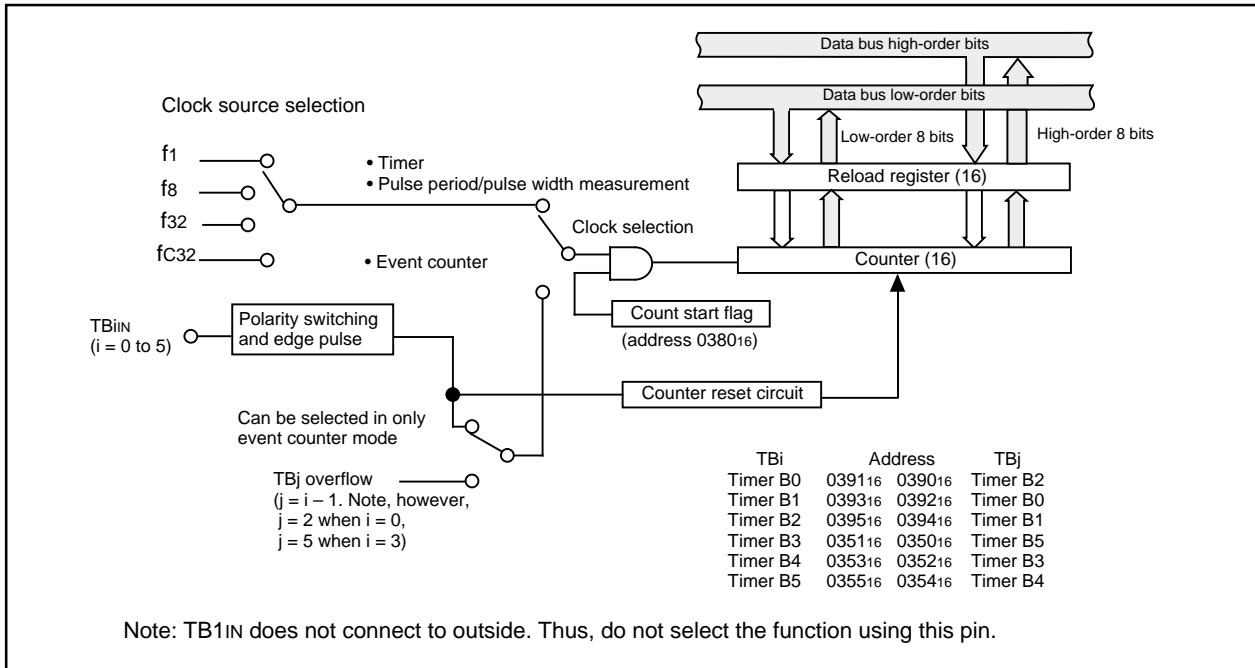 Data bus high-order bits
Data bus low-order bits
Clock source selection
Low-order 8 bits
High-order 8 bits
f1
• Timer
f8
• Pulse period/pulse width measurement
Reload register (16)
f32
Clock selection
fC32
• Event counter
Counter (16)
TBiIN
(i = 0 to 5)
Polarity switching
and edge pulse
Count start flag
(address 038016)
Counter reset circuit
Can be selected in only
event counter mode
TBj overflow
(j = i – 1. Note, however,
j = 2 when i = 0,
j = 5 when i = 3)
TBi Address TBj
Timer B0 039116 039016 Timer B2
Timer B1 039316 039216 Timer B0
Timer B2 039516 039416 Timer B1
Timer B3 035116 035016 Timer B5
Timer B4 035316 035216 Timer B3
Timer B5 035516 035416 Timer B4
Note: TB1IN does not connect to outside. Thus, do not select the function using this pin.